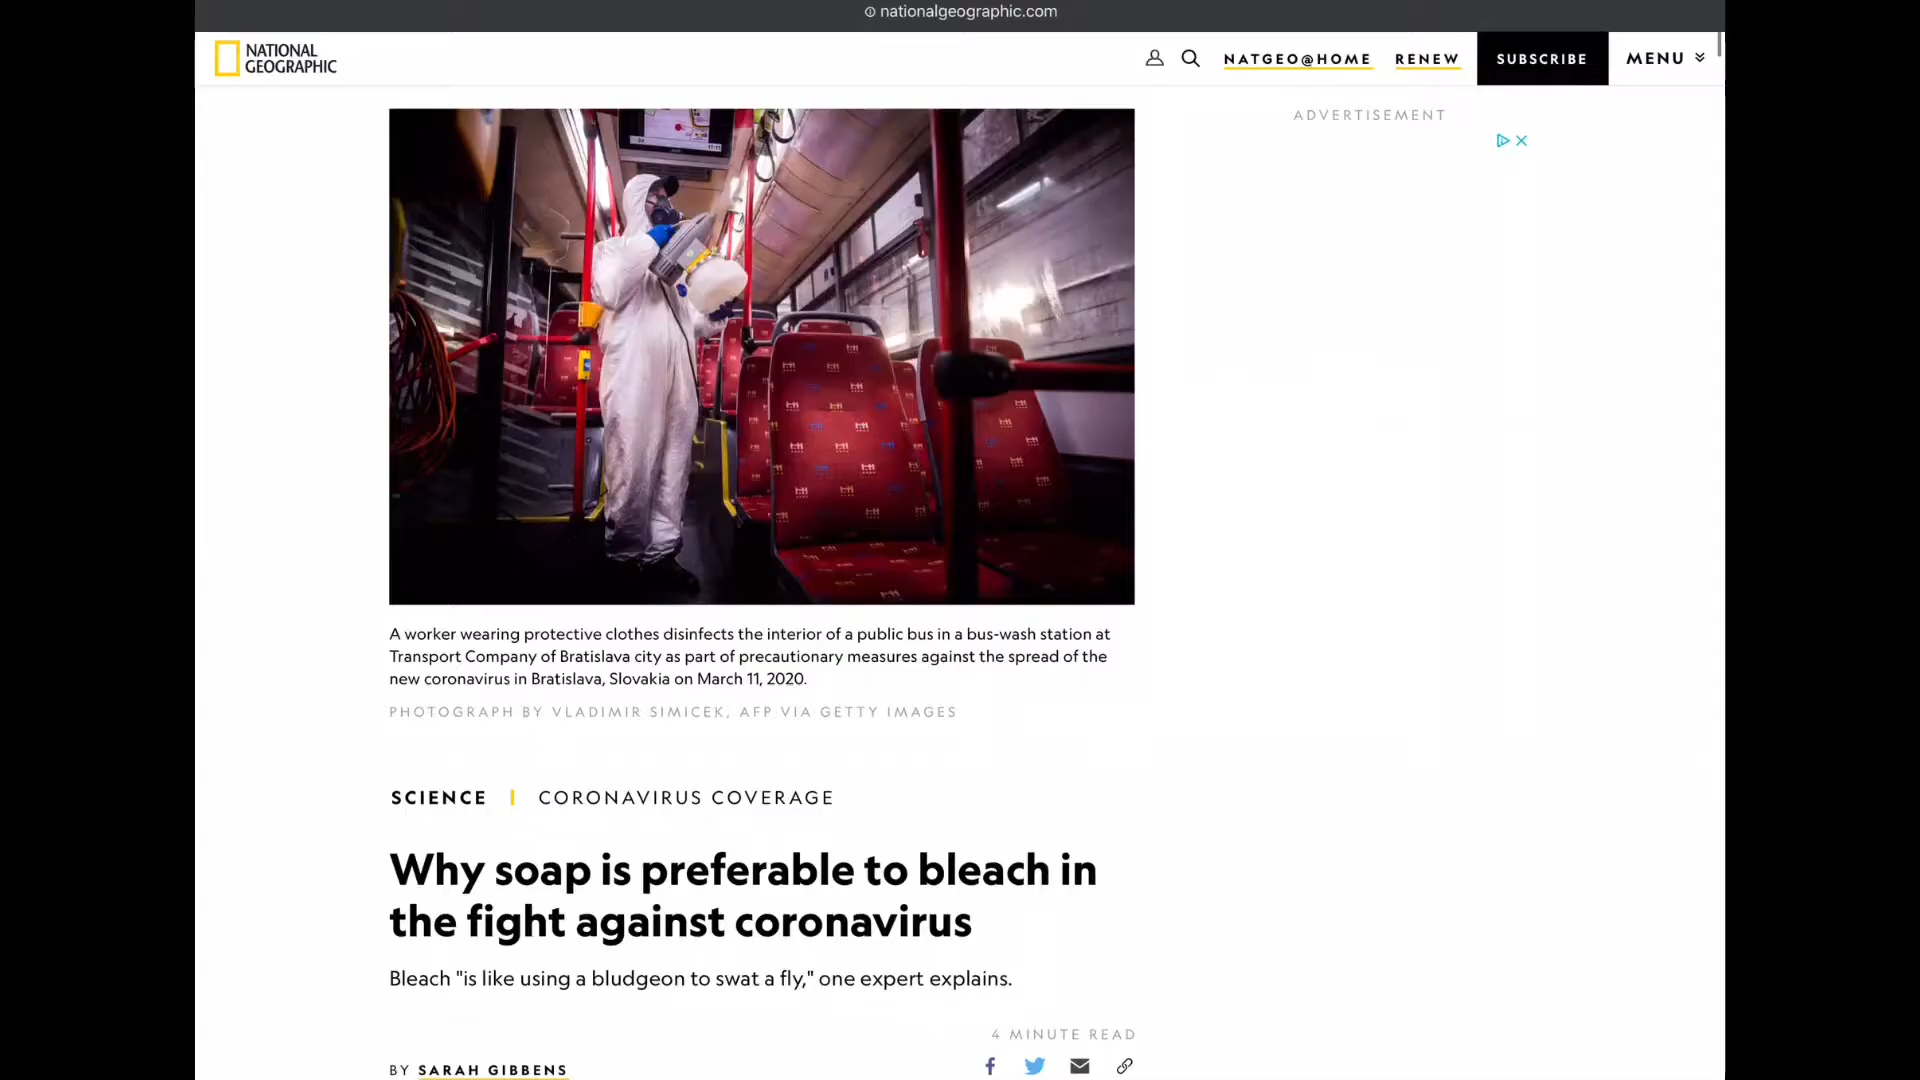 nationalgeographic.com
NATIONAL
GEOGRAPHIC
NATGEO@HOME
RENEW
SUBSCRIBE
MENU
ADVERTISEMENT
A worker wearing protective clothes disinfects the interior of a public bus in a bus-wash station at
Transport Company of Bratislava city as part of precautionary measures against the spread of the
new coronavirus in Bratislava, Slovakia on March 11, 2020.
PHOTOGRAPH BY VLADIMIR SIMICEK, AFP VIA GETTY IMAGES
SCIENCE | CORONAVIRUS COVERAGE
Why soap is preferable to bleach in
the fight against coronavirus
Bleach "is like using a bludgeon to swat a fly," one expert explains.
4 MINUTE READ
BY SARAH GIBBENS